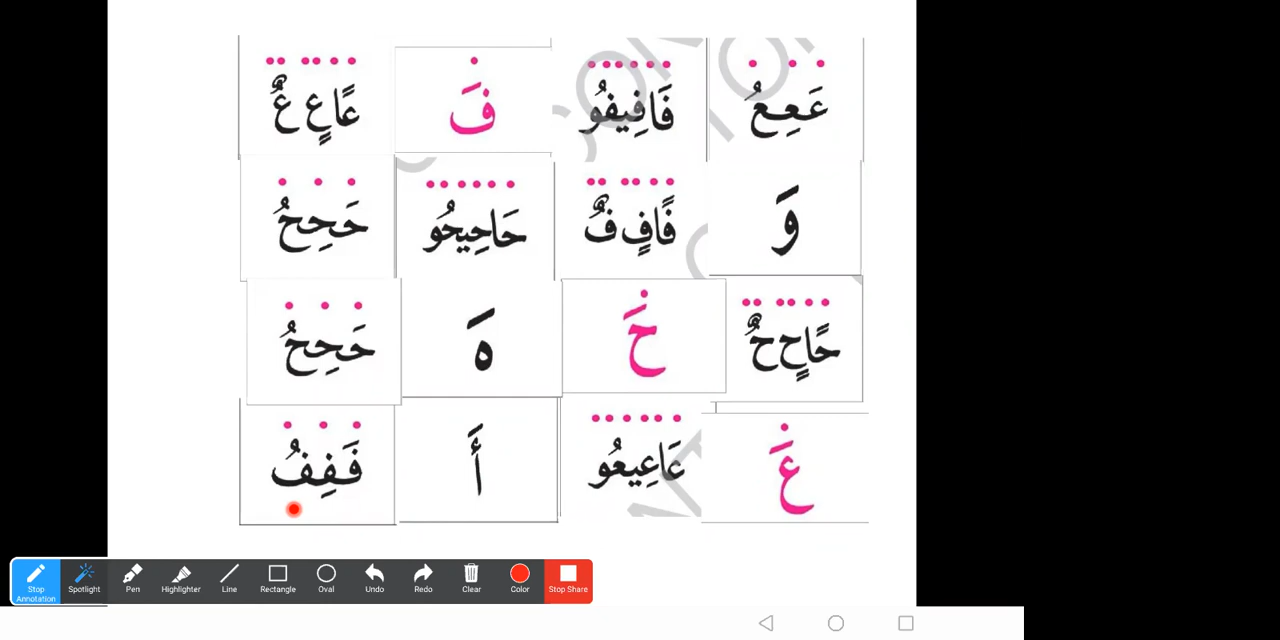 عَعِعُ فَافِيفُو فَ عًاعٍعٌ
وَ فًافٍفٌ حَاحِيحُو حَحِحُ
حًاحٍحٌ حَ هَ حَحِحُ
عَ عَاعِيعُو أَ فَفِفُ
Stop Annotation Spotlight Pen Highlighter Line Rectangle Oval Undo Redo Clear Color Stop Share